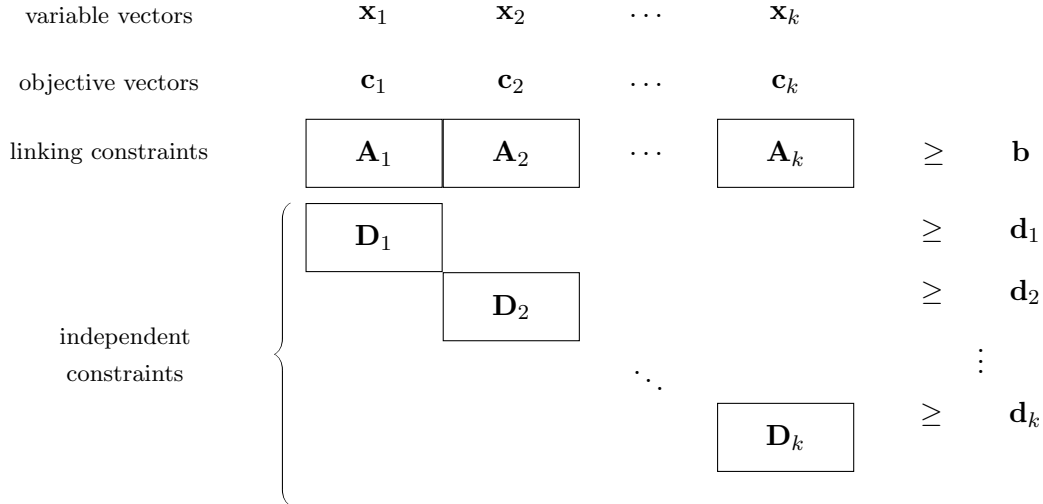 variable vectors x₁ x₂ ⋯ xₖ
objective vectors c₁ c₂ ⋯ cₖ
linking constraints A₁ A₂ ⋯ Aₖ ≥ b
D₁ ≥ d₁
D₂ ≥ d₂
independent
constraints ⋱ ⋮
Dₖ ≥ dₖ